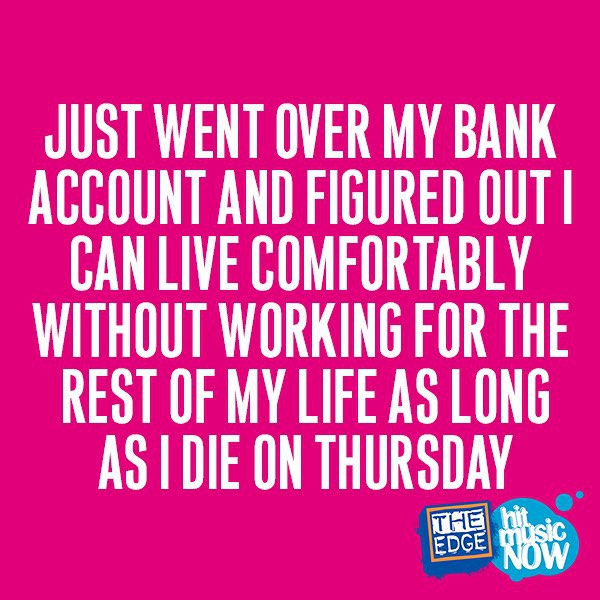 JUST WENT OVER MY BANK
ACCOUNT AND FIGURED OUT I
CAN LIVE COMFORTABLY
WITHOUT WORKING FOR THE
REST OF MY LIFE AS LONG
AS I DIE ON THURSDAY
THE
EDGE
hit
music
NOW